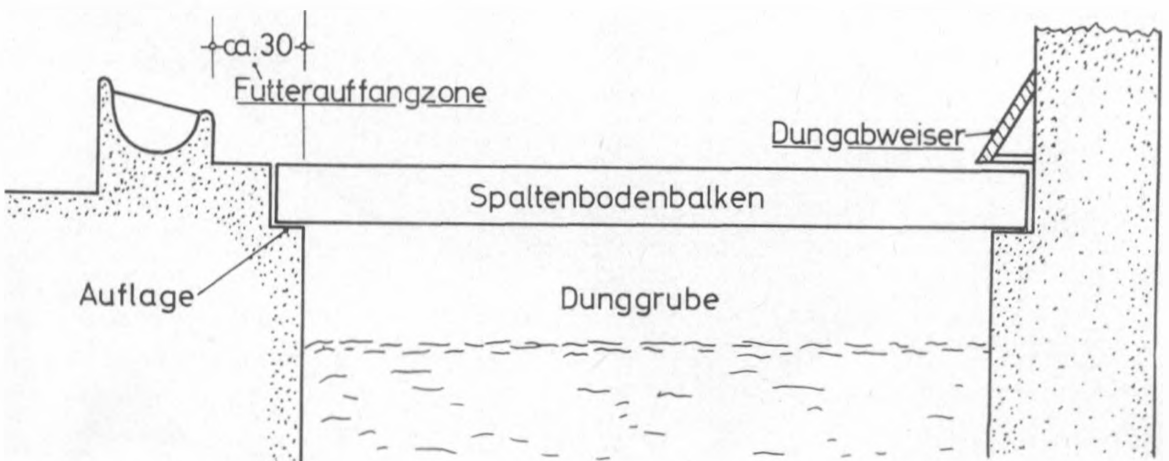 ca. 30
Futterauffangzone
Dungabweiser
Spaltenbodenbalken
Auflage
Dunggrube